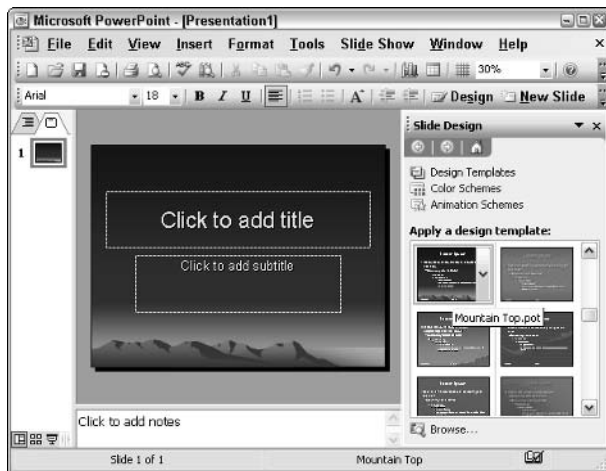 Microsoft PowerPoint - [Presentation1]
File Edit View Insert Format Tools Slide Show Window Help
30%
Arial 18 B I U A Design New Slide
1
Click to add title
Click to add subtitle
Click to add notes
Slide Design
Design Templates
Color Schemes
Animation Schemes
Apply a design template:
Mountain Top.pot
Browse...
Slide 1 of 1 Mountain Top